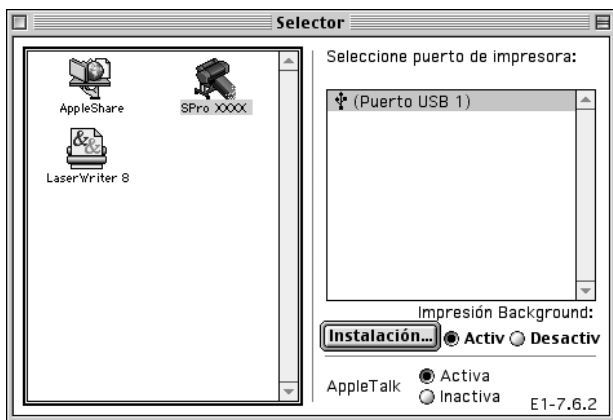 Selector
AppleShare
SPro XXXX
LaserWriter 8
Seleccione puerto de impresora:
(Puerto USB 1)
Impresión Background:
Instalación... Activ Desactiv
AppleTalk Activa
Inactiva
E1-7.6.2